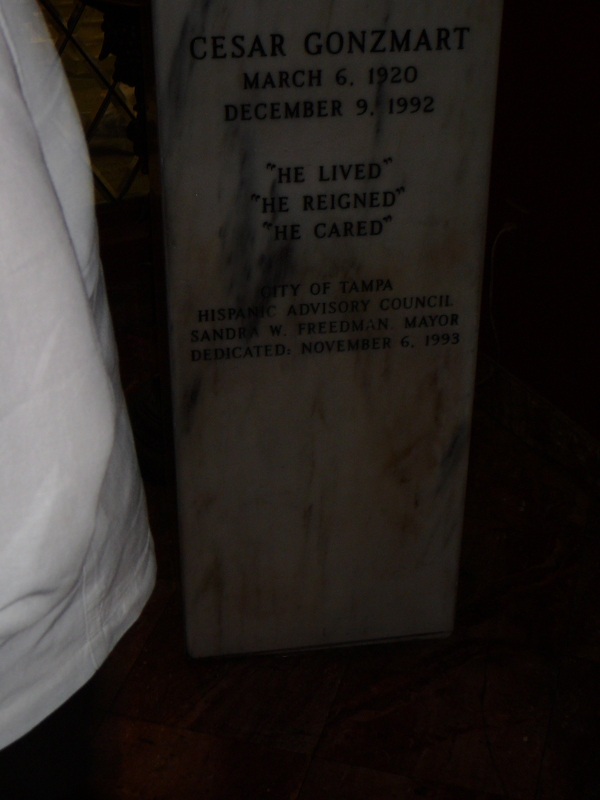 CESAR GONZMART
MARCH 6, 1920
DECEMBER 9, 1992
"HE LIVED"
"HE REIGNED"
"HE CARED"
CITY OF TAMPA
HISPANIC ADVISORY COUNCIL
SANDRA W. FREEDMAN, MAYOR
DEDICATED: NOVEMBER 6, 1993